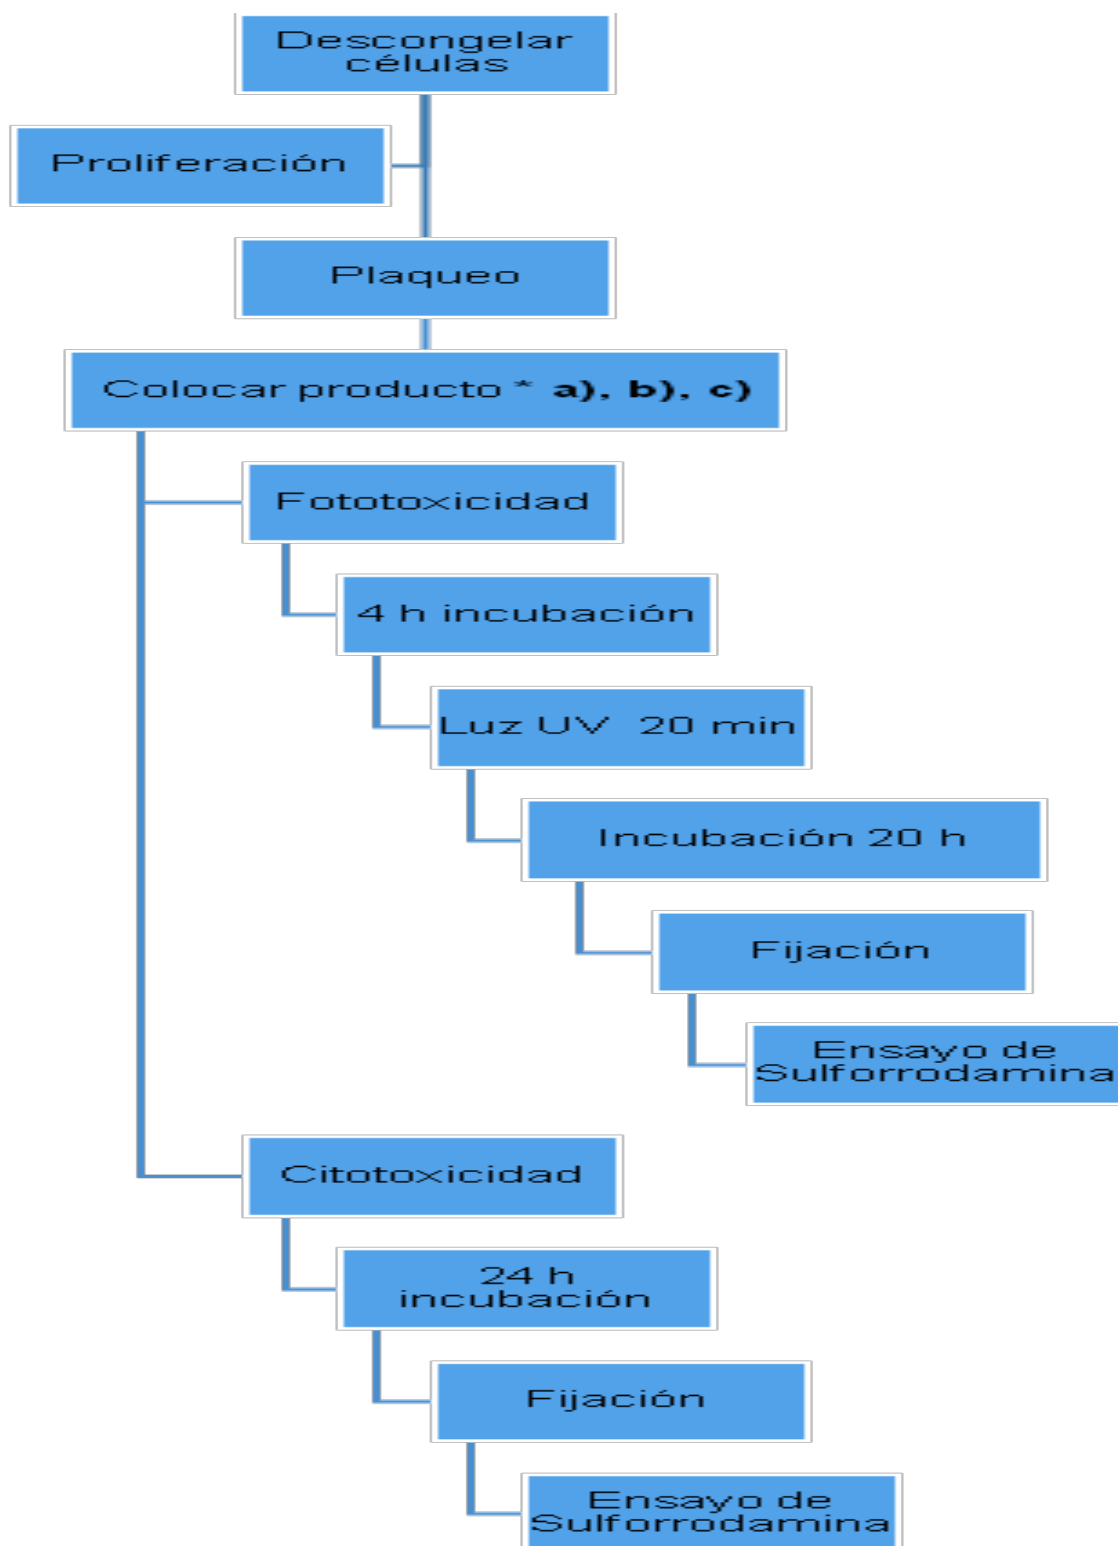 Descongelar
células
Proliferación
Plaqueo
Colocar producto * a), b), c)
Fototoxicidad
4 h incubación
Luz UV  20 min
Incubación 20 h
Fijación
Ensayo de
Sulforrodamina
Citotoxicidad
24 h
incubación
Fijación
Ensayo de
Sulforrodamina